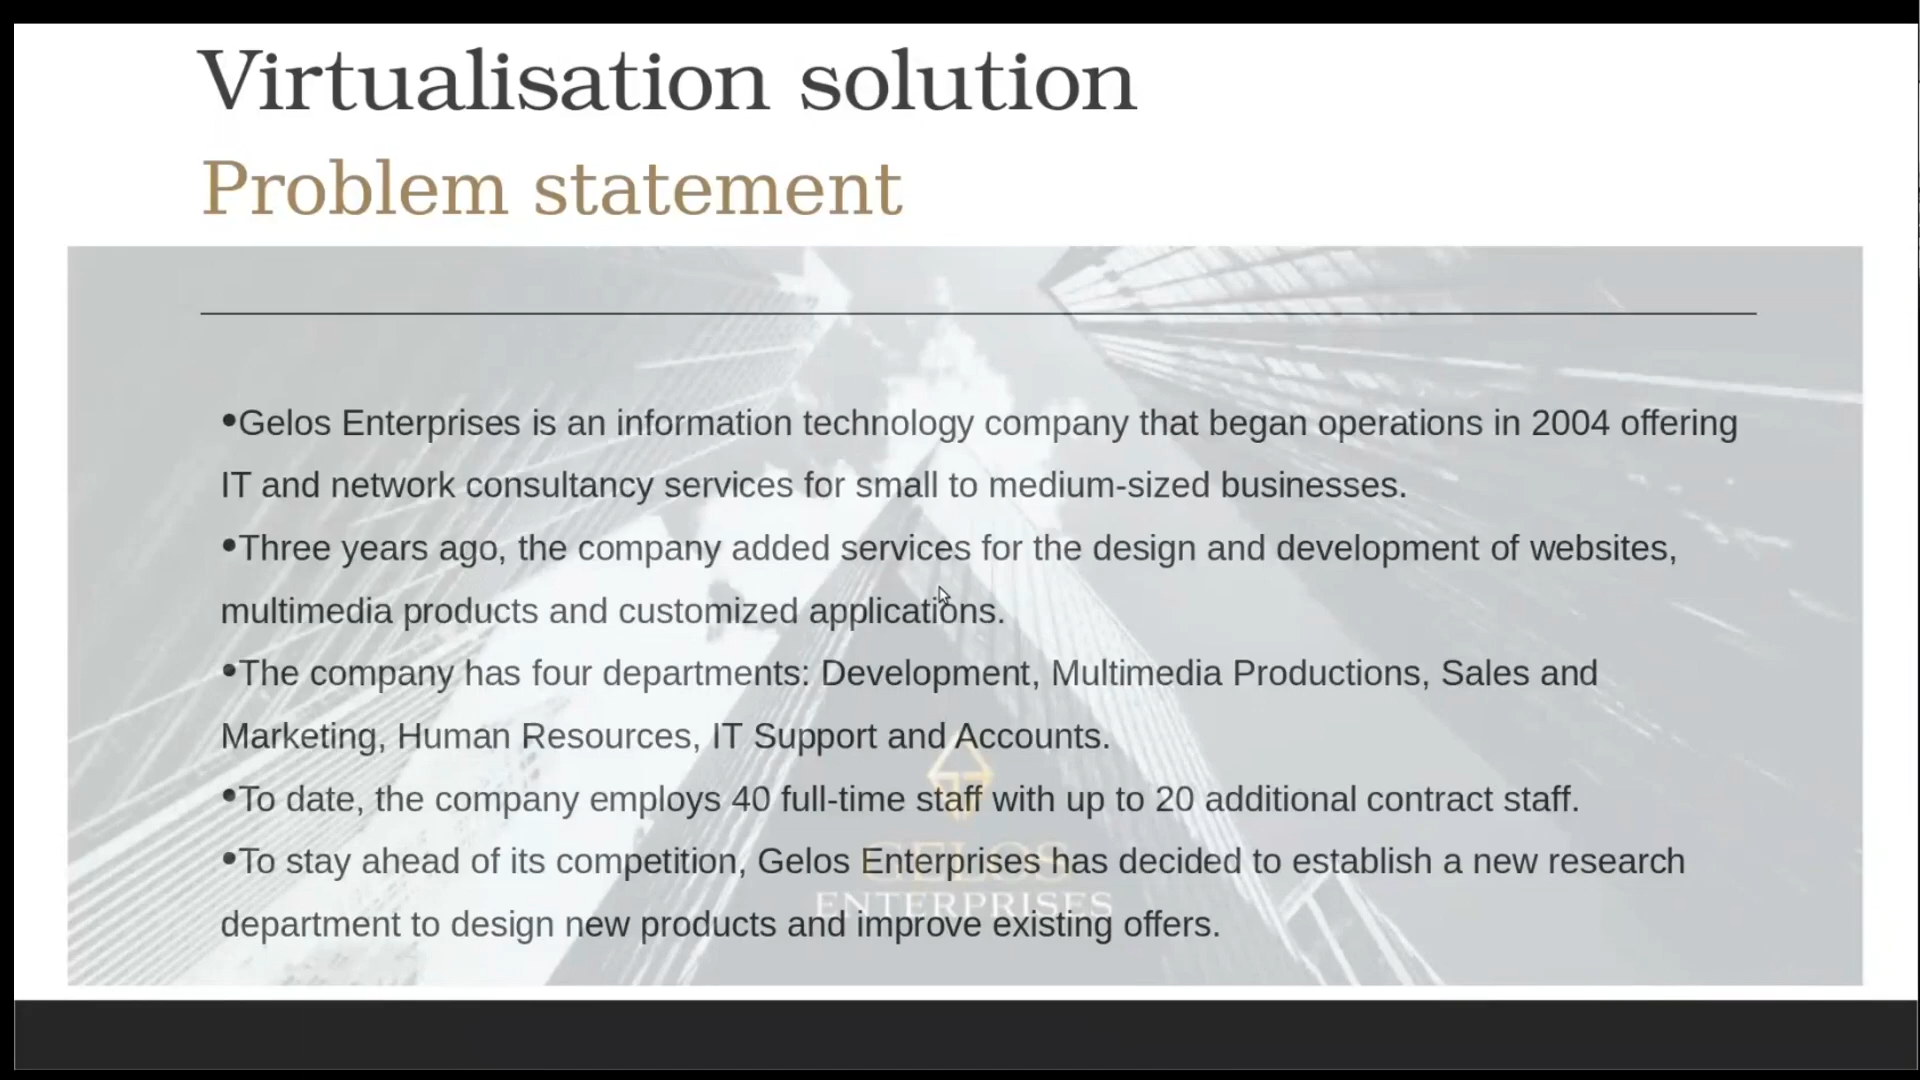 Virtualisation solution
Problem statement
•Gelos Enterprises is an information technology company that began operations in 2004 offering
IT and network consultancy services for small to medium-sized businesses.
•Three years ago, the company added services for the design and development of websites,
multimedia products and customized applications.
•The company has four departments: Development, Multimedia Productions, Sales and
Marketing, Human Resources, IT Support and Accounts.
•To date, the company employs 40 full-time staff with up to 20 additional contract staff.
•To stay ahead of its competition, Gelos Enterprises has decided to establish a new research
department to design new products and improve existing offers.
GELOS
ENTERPRISES